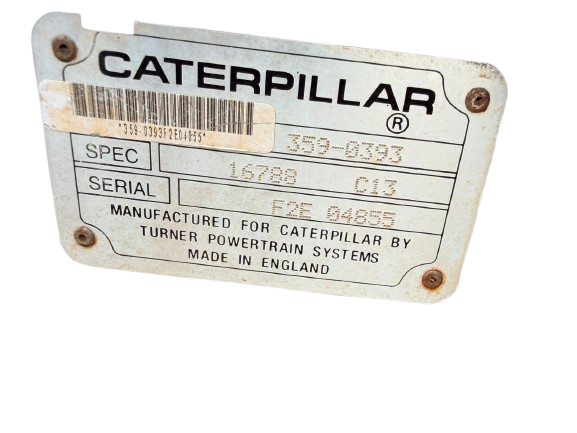 CATERPILLAR
®
*359-0393F2E04855*
359-0393
SPEC 16788 C13
SERIAL F2E 04855
MANUFACTURED FOR CATERPILLAR BY
TURNER POWERTRAIN SYSTEMS
MADE IN ENGLAND